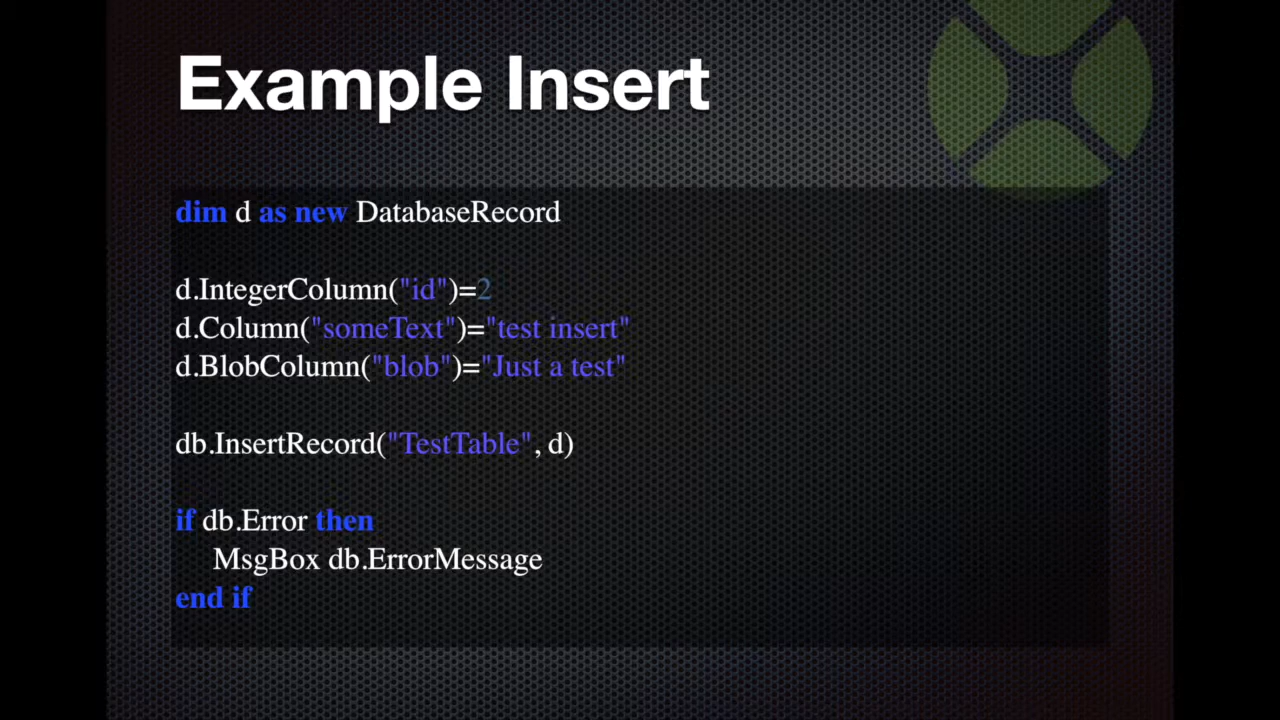 Example Insert
dim d as new DatabaseRecord
d.IntegerColumn("id")=2
d.Column("someText")="test insert"
d.BlobColumn("blob")="Just a test"
db.InsertRecord("TestTable", d)
if db.Error then
MsgBox db.ErrorMessage
end if